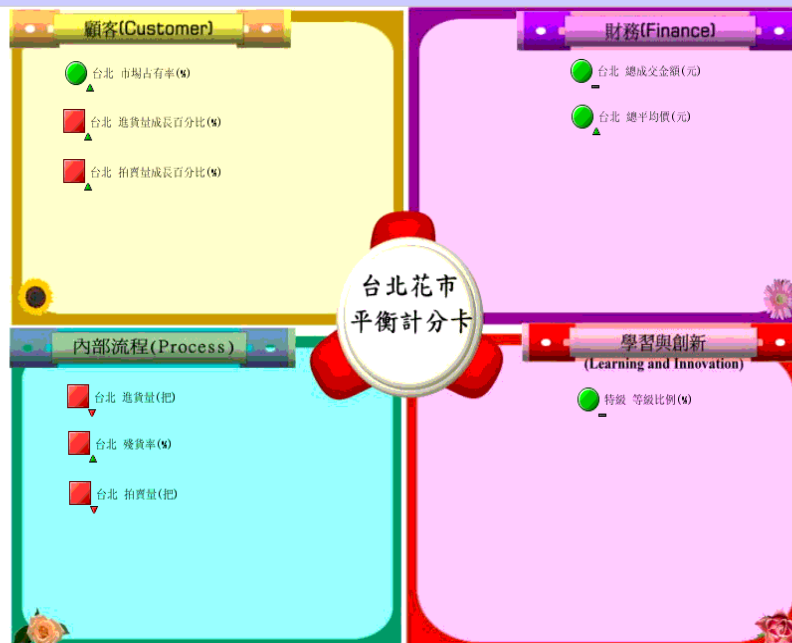 顧客(Customer)
台北 市場占有率(%)
台北 進貨量成長百分比(%)
台北 拍賣量成長百分比(%)
財務(Finance)
台北 總成交金額(元)
台北 總平均價(元)
台北花市
平衡計分卡
內部流程(Process)
台北 進貨量(把)
台北 殘貨率(%)
台北 拍賣量(把)
學習與創新
(Learning and Innovation)
特級 等級比例(%)